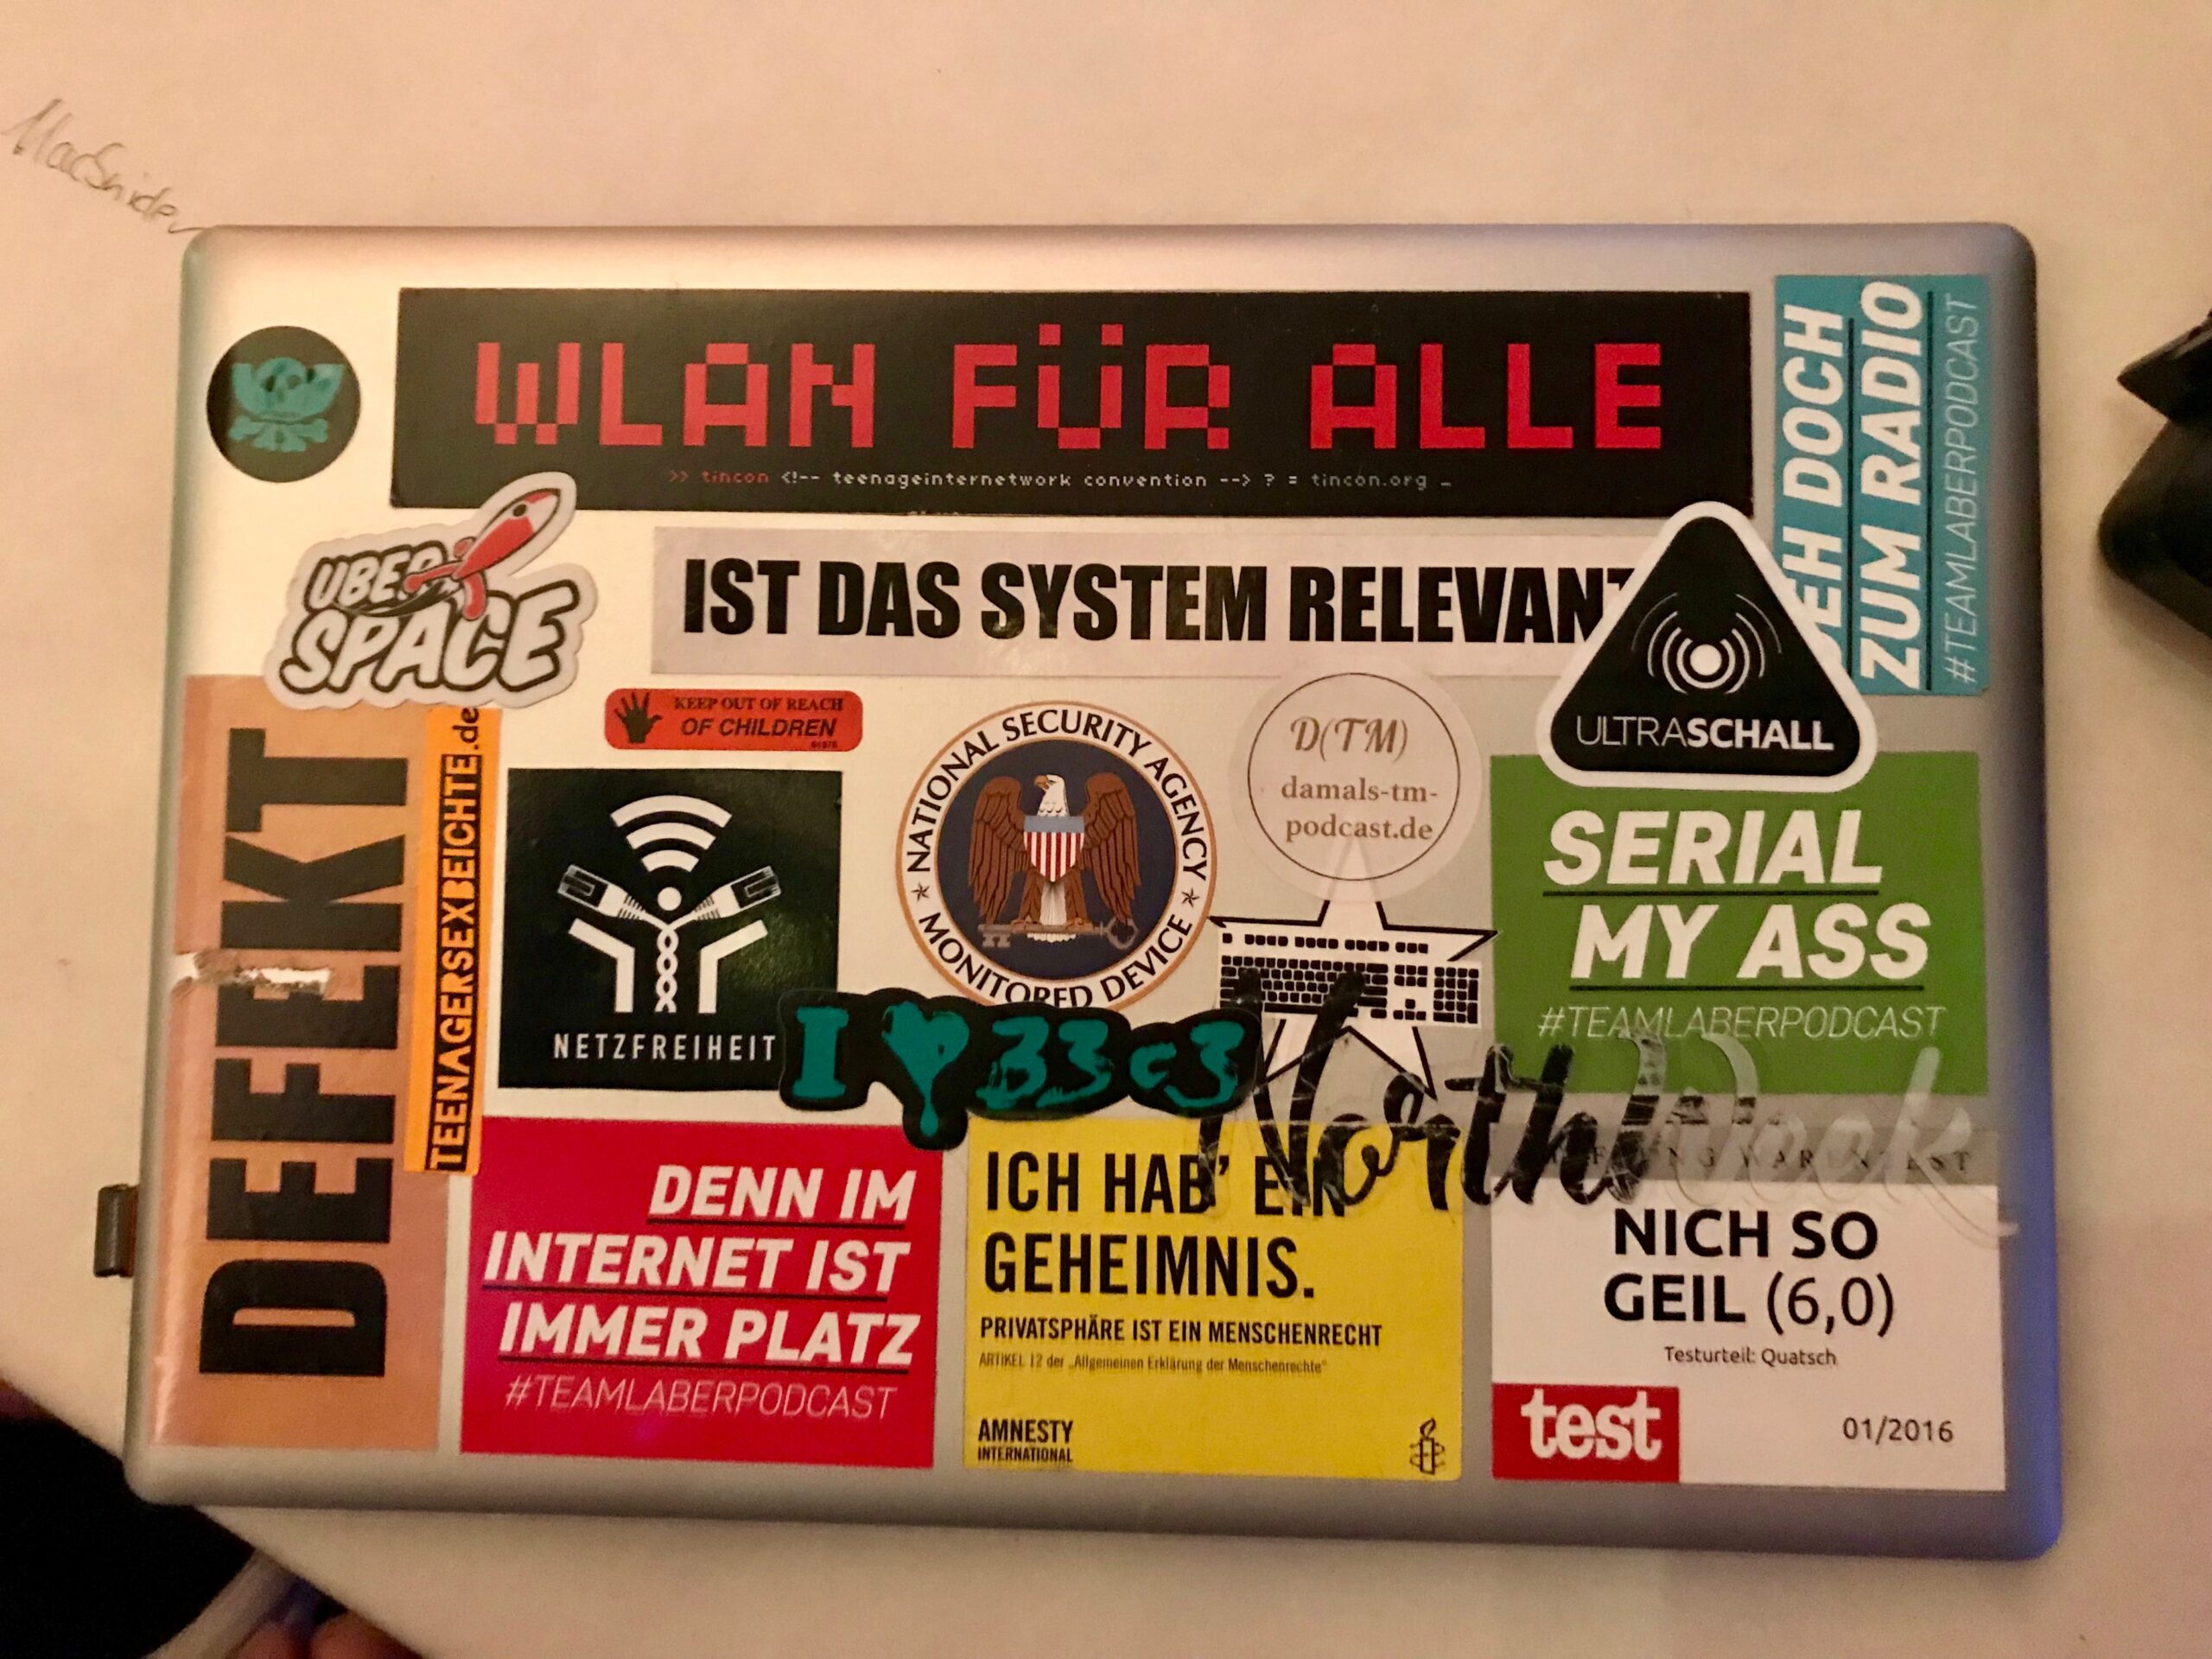 MacSnider
WLAN FÜR ALLE
>> tincon <!-- teenageinternetwork convention --> ? = tincon.org _
EH DOCH
ZUM RADIO
#TEAMLABERPODCAST
UBER
SPACE
IST DAS SYSTEM RELEVANT
ULTRASCHALL
KEEP OUT OF REACH
OF CHILDREN
DEFEKT
TEENAGERSEXBEICHTE.de
NETZFREIHEIT
NATIONAL SECURITY AGENCY
MONITORED DEVICE
D(TM)
damals-tm-
podcast.de
SERIAL
MY ASS
#TEAMLABERPODCAST
I 33c3
NorthWeek
DENN IM
INTERNET IST
IMMER PLATZ
#TEAMLABERPODCAST
ICH HAB' EIN
GEHEIMNIS.
PRIVATSPHÄRE IST EIN MENSCHENRECHT
ARTIKEL 12 der „Allgemeinen Erklärung der Menschenrechte"
AMNESTY
INTERNATIONAL
NICH SO
GEIL (6,0)
Testurteil: Quatsch
test
01/2016